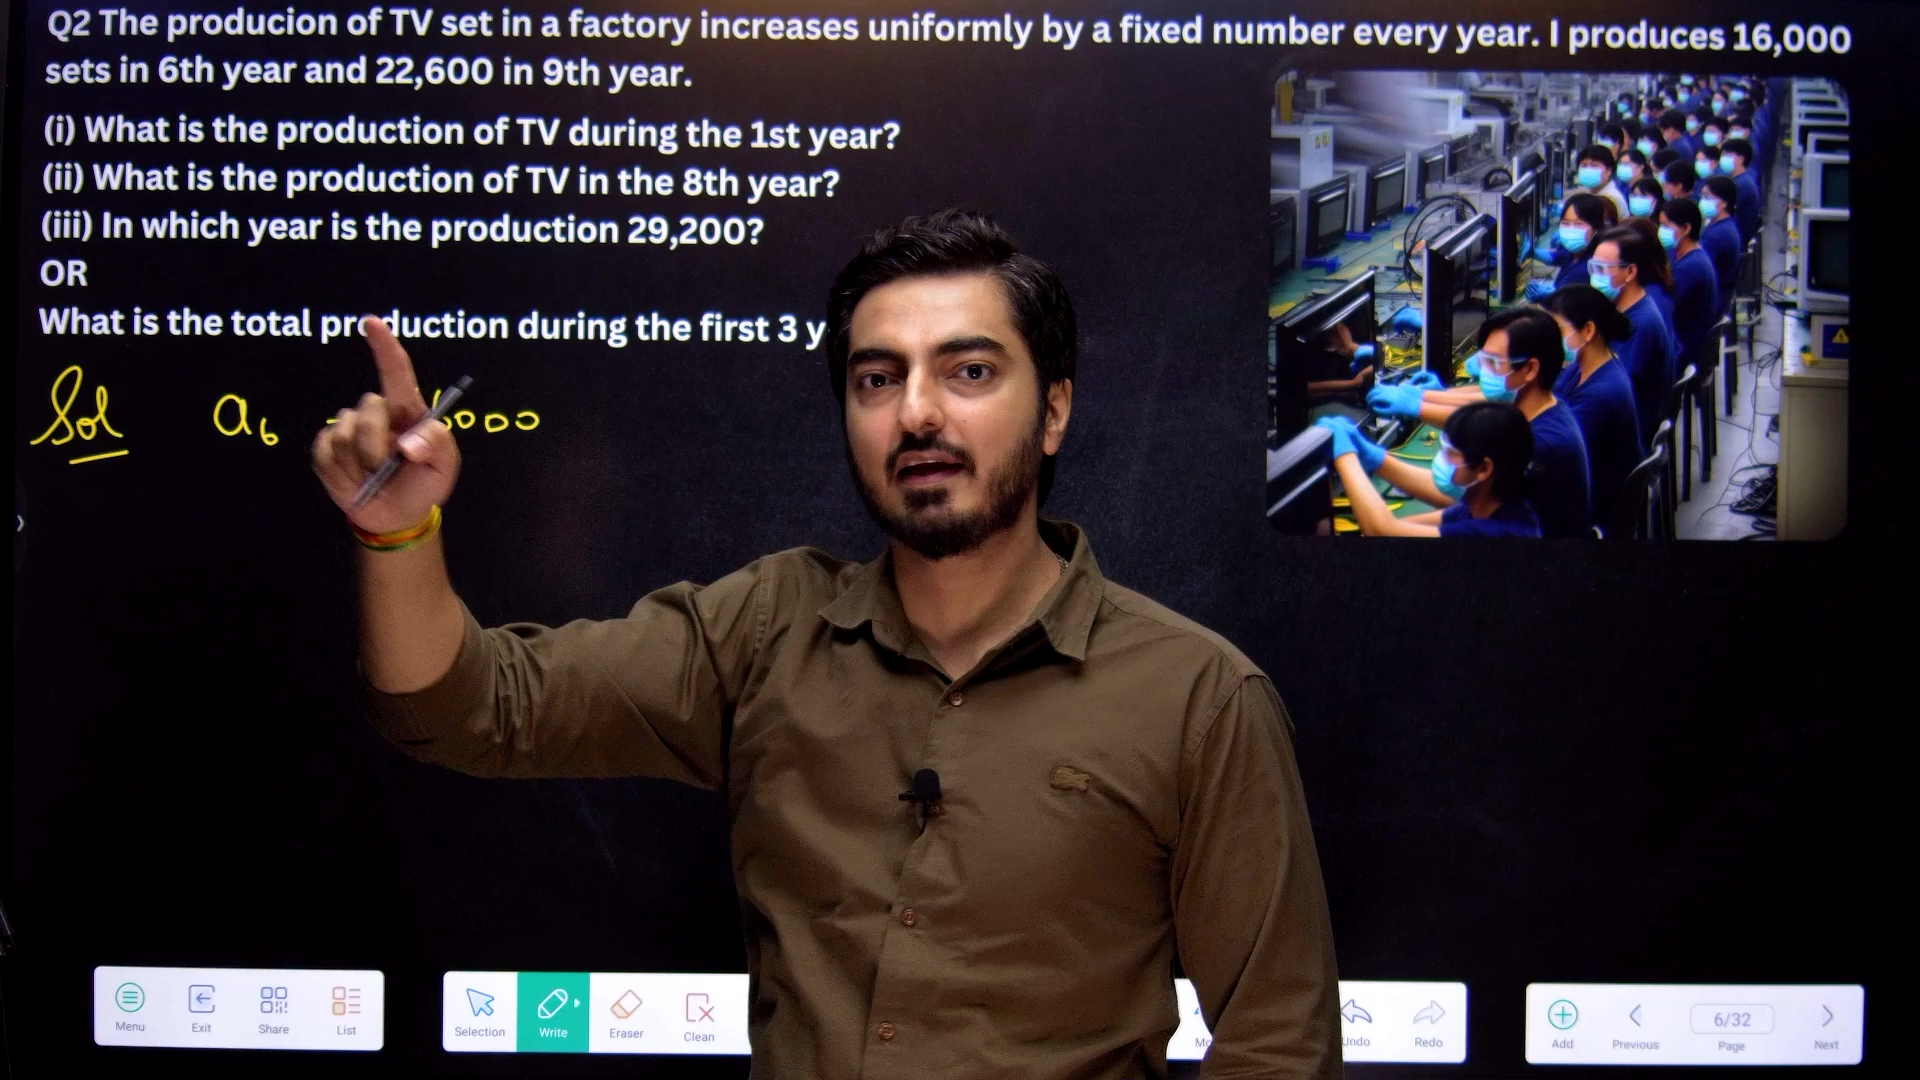 Q2 The producion of TV set in a factory increases uniformly by a fixed number every year. I produces 16,000
sets in 6th year and 22,600 in 9th year.
(i) What is the production of TV during the 1st year?
(ii) What is the production of TV in the 8th year?
(iii) In which year is the production 29,200?
OR
What is the total production during the first 3
Sol a6 000
Menu Exit Share List Selection Write Eraser Clean Undo Redo Add Previous 6/32 Page Next